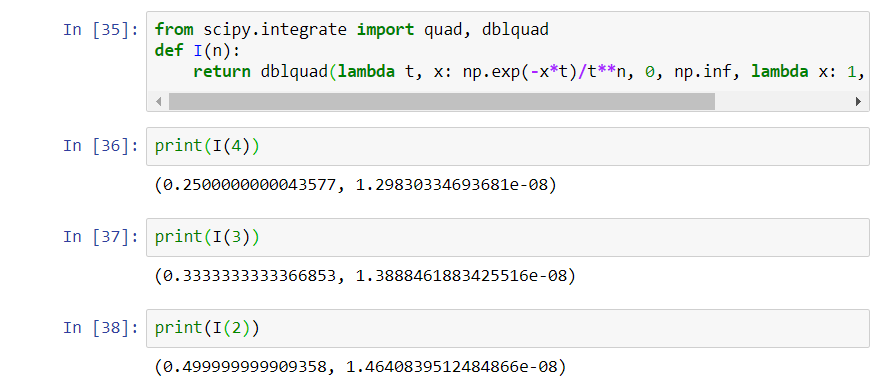 In [35]: from scipy.integrate import quad, dblquad
def I(n):
    return dblquad(lambda t, x: np.exp(-x*t)/t**n, 0, np.inf, lambda x: 1,
In [36]: print(I(4))
(0.2500000000043577, 1.29830334693681e-08)
In [37]: print(I(3))
(0.3333333333366853, 1.3888461883425516e-08)
In [38]: print(I(2))
(0.499999999909358, 1.4640839512484866e-08)